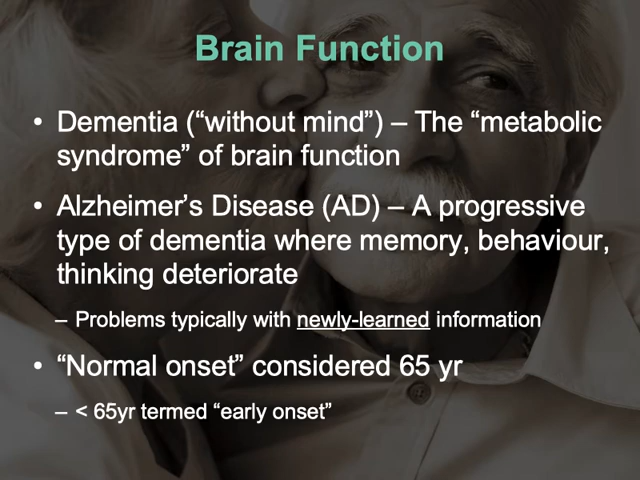 Brain Function
• Dementia (“without mind”) – The “metabolic
syndrome” of brain function
• Alzheimer’s Disease (AD) – A progressive
type of dementia where memory, behaviour,
thinking deteriorate
– Problems typically with newly-learned information
• “Normal onset” considered 65 yr
– < 65yr termed “early onset”